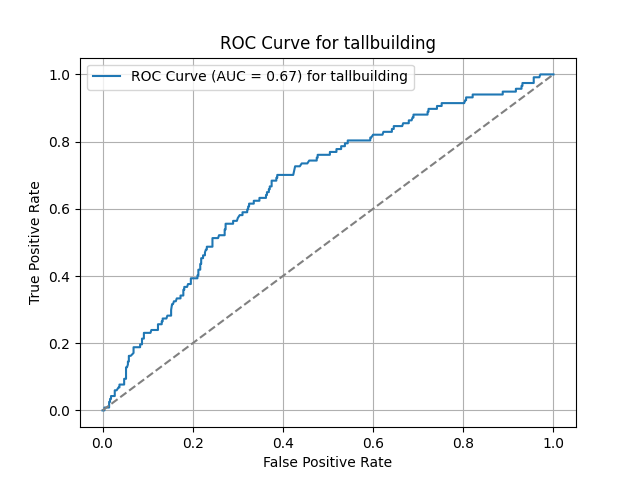 ROC Curve for tallbuilding
ROC Curve (AUC = 0.67) for tallbuilding
1.0
0.8
0.6
0.4
0.2
0.0
True Positive Rate
0.0 0.2 0.4 0.6 0.8 1.0
False Positive Rate